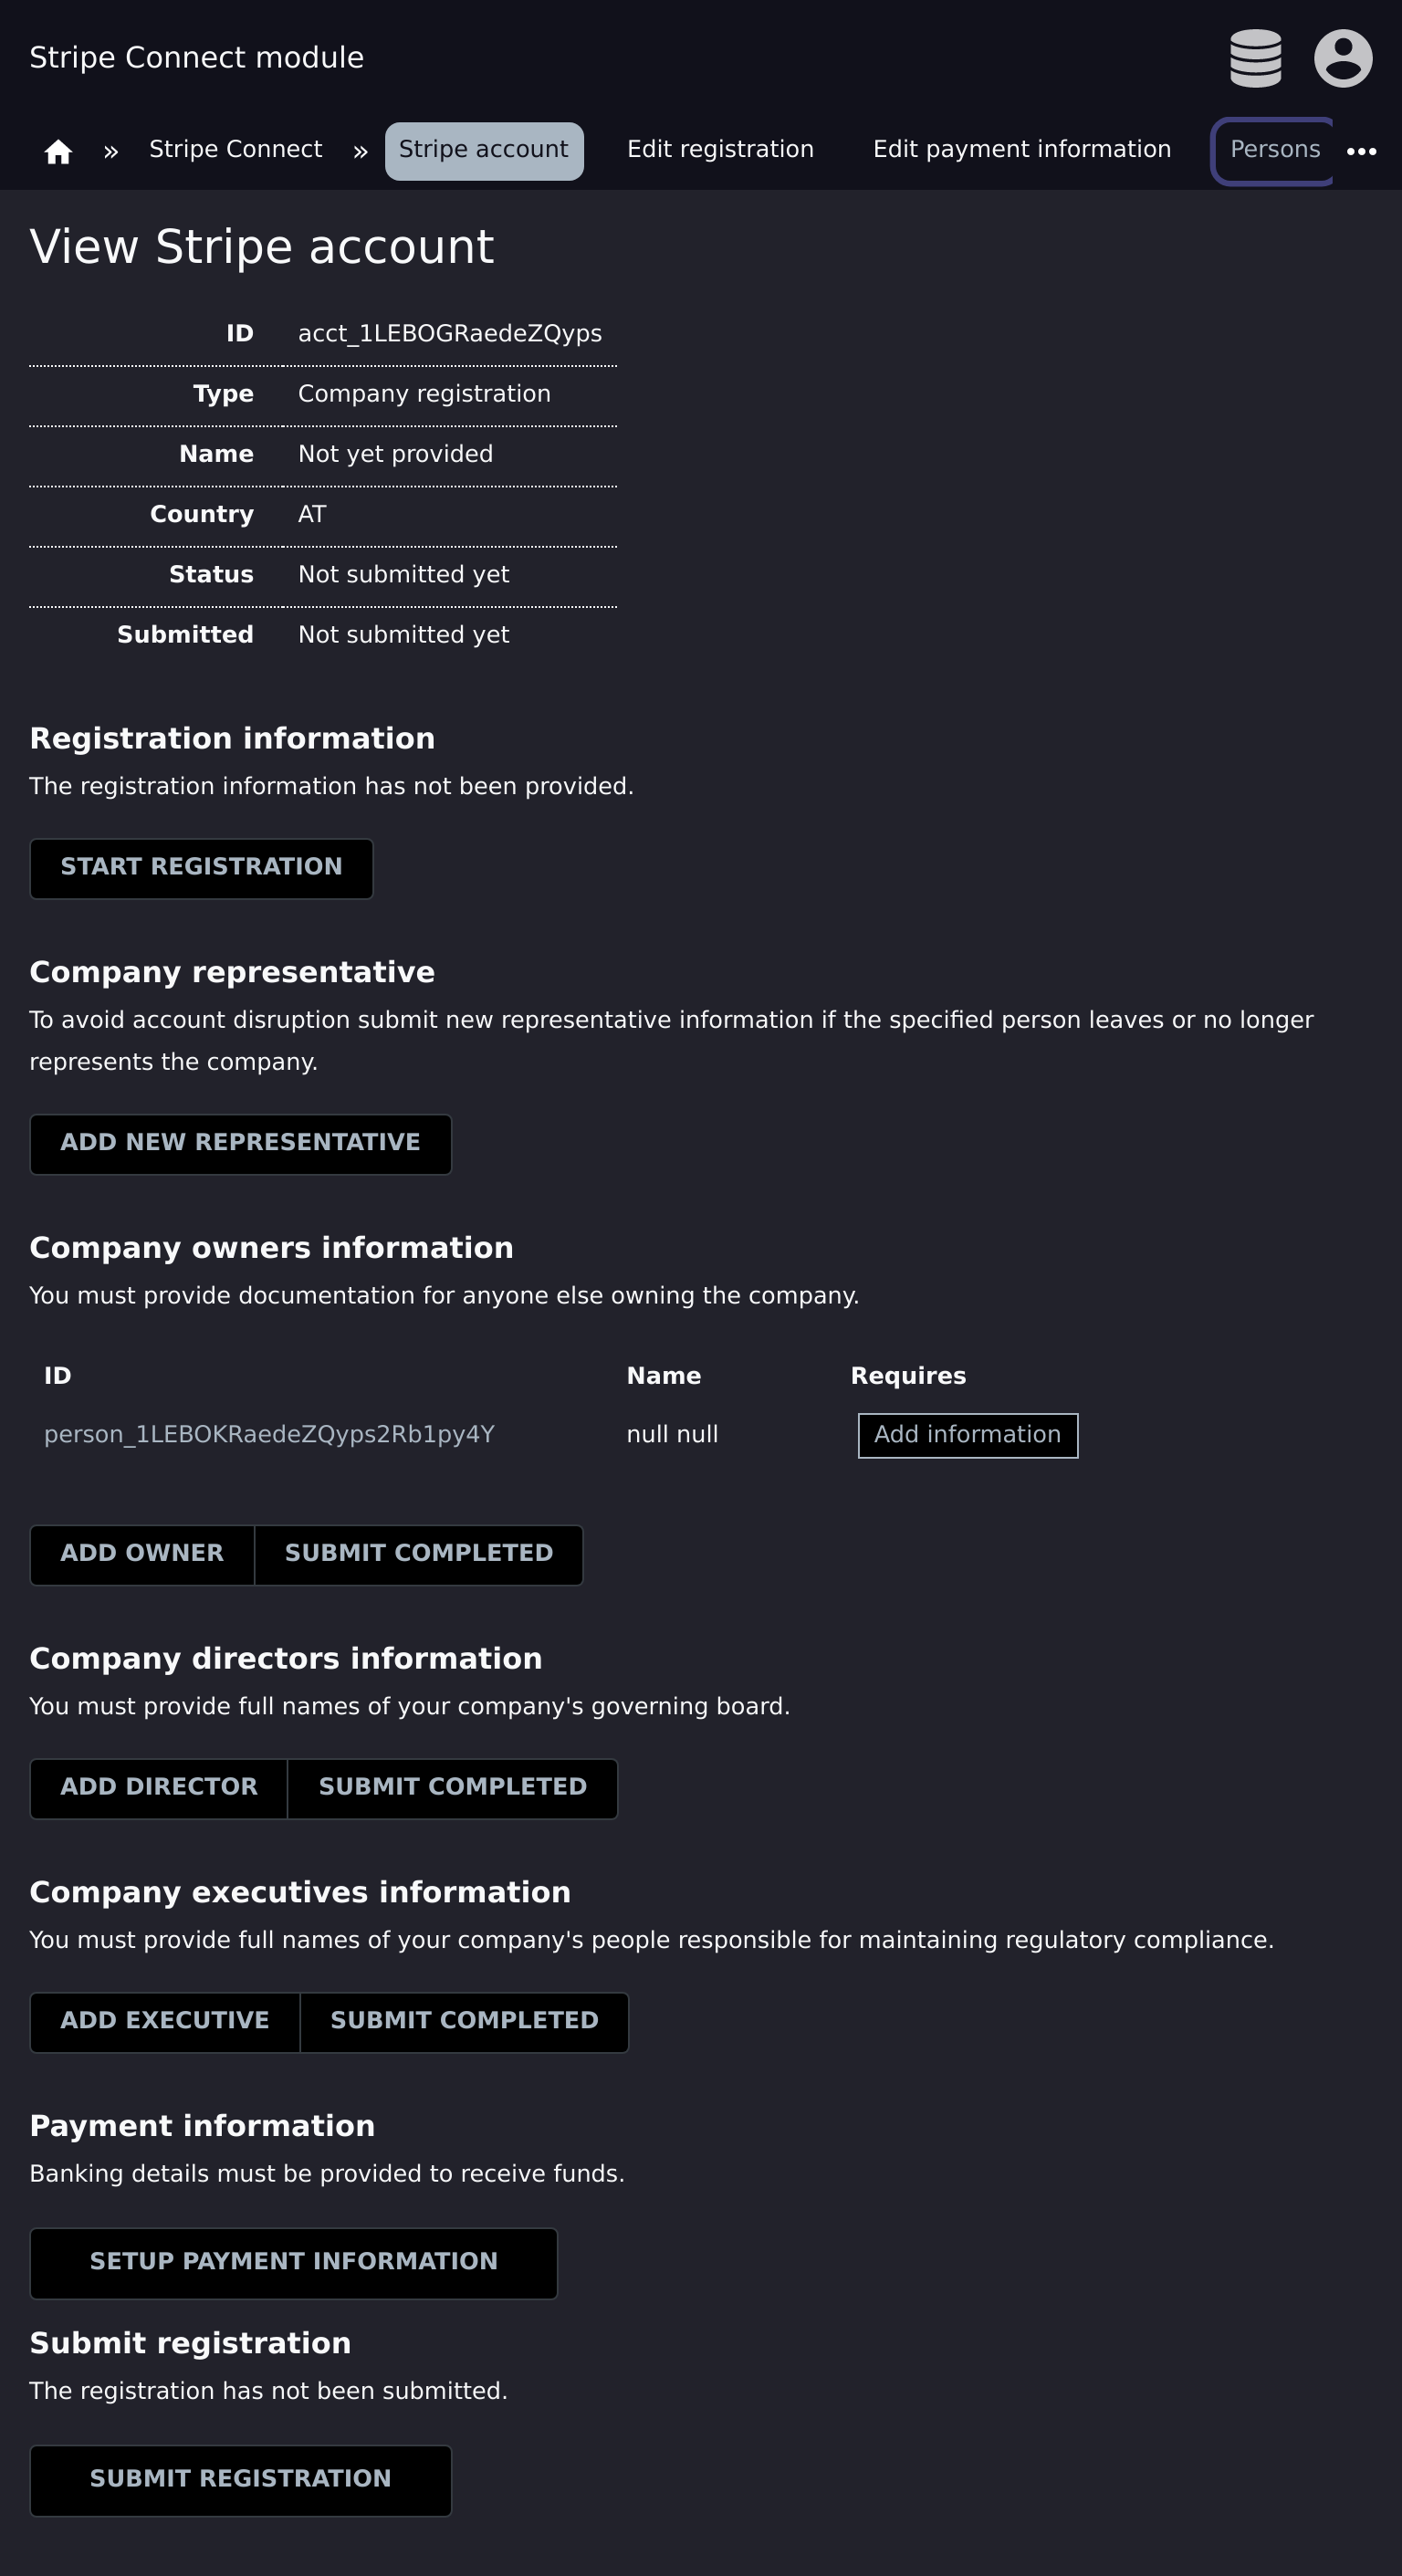 Stripe Connect module
» Stripe Connect » Stripe account Edit registration Edit payment information Persons •••
View Stripe account
ID acct_1LEBOGRaedeZQyps
Type Company registration
Name Not yet provided
Country AT
Status Not submitted yet
Submitted Not submitted yet
Registration information
The registration information has not been provided.
START REGISTRATION
Company representative
To avoid account disruption submit new representative information if the specified person leaves or no longer
represents the company.
ADD NEW REPRESENTATIVE
Company owners information
You must provide documentation for anyone else owning the company.
ID Name Requires
person_1LEBOKRaedeZQyps2Rb1py4Y null null Add information
ADD OWNER SUBMIT COMPLETED
Company directors information
You must provide full names of your company's governing board.
ADD DIRECTOR SUBMIT COMPLETED
Company executives information
You must provide full names of your company's people responsible for maintaining regulatory compliance.
ADD EXECUTIVE SUBMIT COMPLETED
Payment information
Banking details must be provided to receive funds.
SETUP PAYMENT INFORMATION
Submit registration
The registration has not been submitted.
SUBMIT REGISTRATION